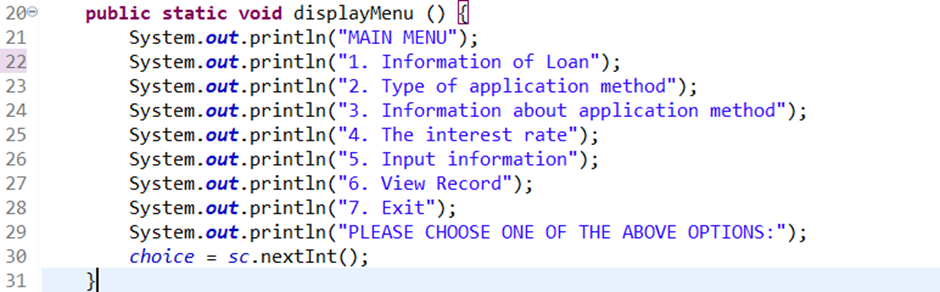 20 public static void displayMenu () {
21 System.out.println("MAIN MENU");
22 System.out.println("1. Information of Loan");
23 System.out.println("2. Type of application method");
24 System.out.println("3. Information about application method");
25 System.out.println("4. The interest rate");
26 System.out.println("5. Input information");
27 System.out.println("6. View Record");
28 System.out.println("7. Exit");
29 System.out.println("PLEASE CHOOSE ONE OF THE ABOVE OPTIONS:");
30 choice = sc.nextInt();
31 }